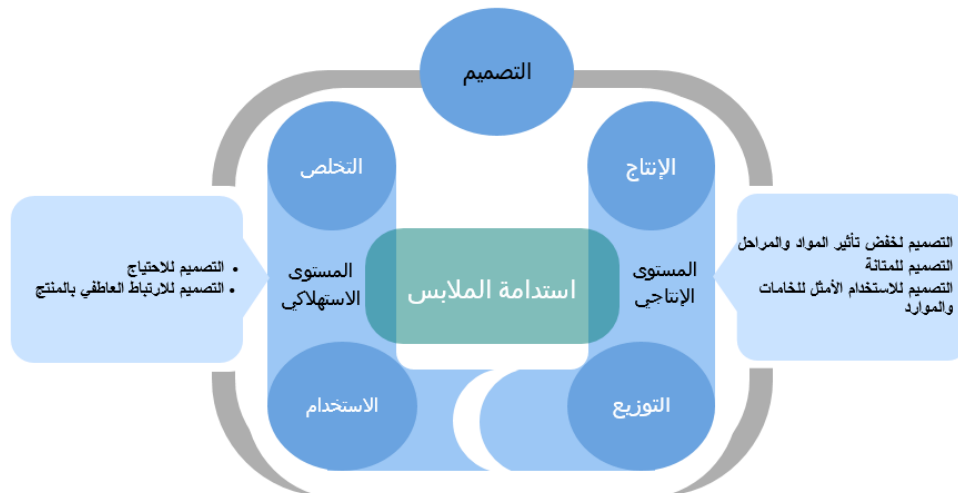 التصميم
الإنتاج
التخلص
التصميم لخفض تأثير المواد والمراحل
التصميم للمتانة
التصميم للاستخدام الأمثل للخامات
والموارد
المستوى
الإنتاجي
استدامة الملابس
المستوى
الاستهلاكي
• التصميم للاحتياج
• التصميم للارتباط العاطفي بالمنتج
التوزيع
الاستخدام